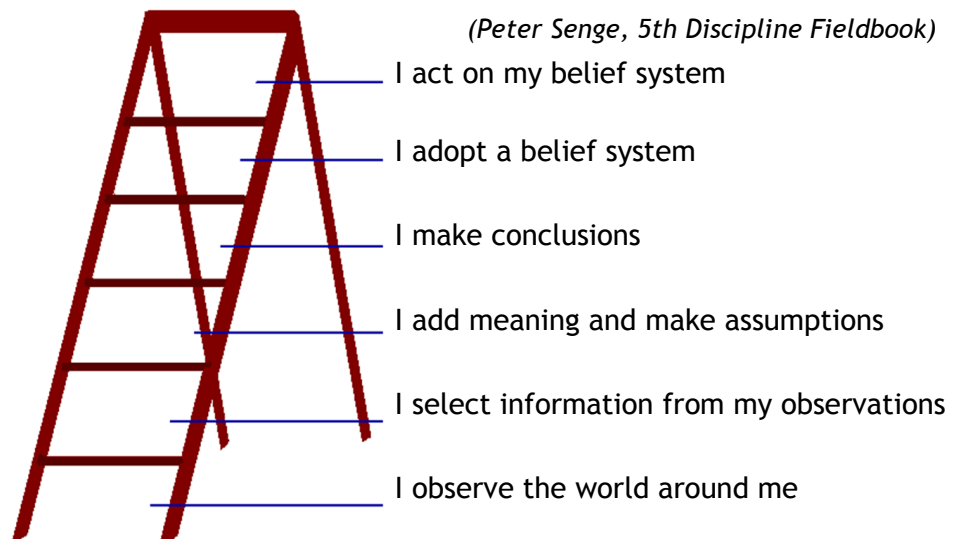 (Peter Senge, 5th Discipline Fieldbook)
I act on my belief system
I adopt a belief system
I make conclusions
I add meaning and make assumptions
I select information from my observations
I observe the world around me